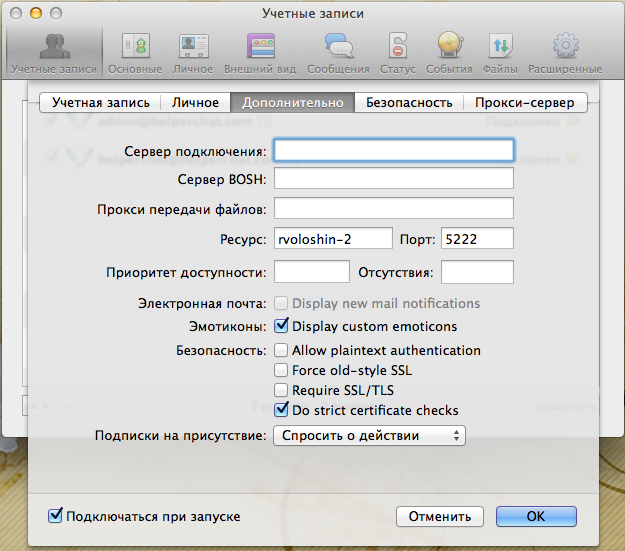 Учетные записи
Учетные записи Основные Личное Внешний вид Сообщения Статус События Файлы Расширенные
Учетная запись Личное Дополнительно Безопасность Прокси-сервер
admin@helperchat.com Подключен
Сервер подключения:
Сервер BOSH:
Прокси передачи файлов:
Ресурс: rvoloshin-2 Порт: 5222
Приоритет доступности: Отсутствия:
Электронная почта: Display new mail notifications
Эмотиконы: Display custom emoticons
Безопасность: Allow plaintext authentication
Force old-style SSL
Require SSL/TLS
Do strict certificate checks
Подписки на присутствие: Спросить о действии
Подключаться при запуске Отменить OK